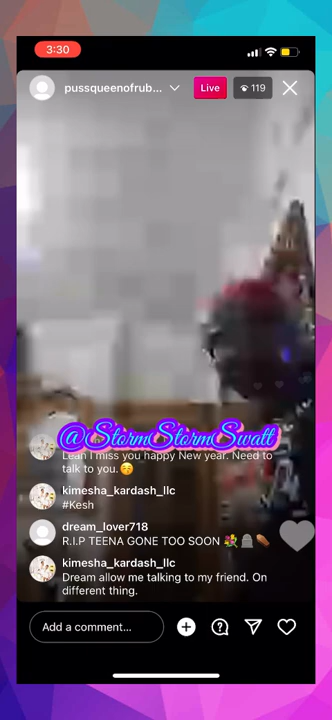 3:30
pussqueenofrub...
Live
119
@StormStormSwatt
Leah I miss you happy New year. Need to
talk to you.
kimesha_kardash_llc
#Kesh
dream_lover718
R.I.P TEENA GONE TOO SOON
kimesha_kardash_llc
Dream allow me talking to my friend. On
different thing.
Add a comment...